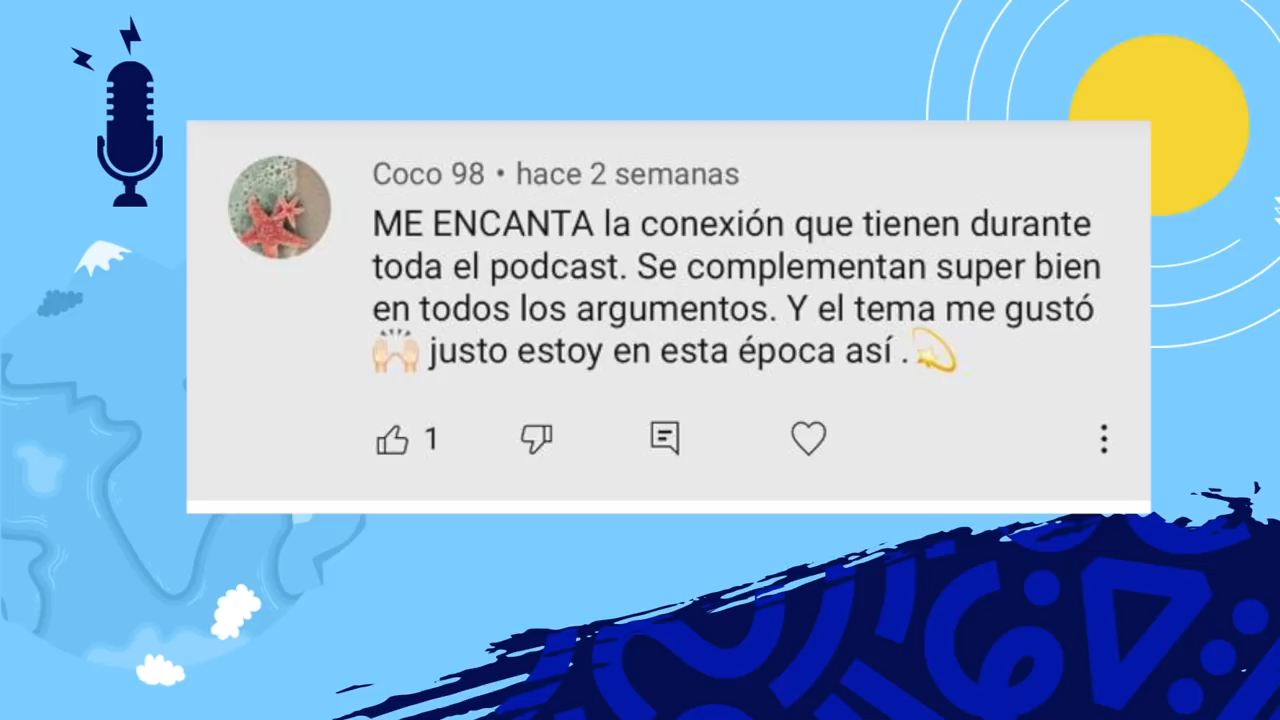 Coco 98 • hace 2 semanas
ME ENCANTA la conexión que tienen durante
toda el podcast. Se complementan super bien
en todos los argumentos. Y el tema me gustó
🙌🏻 justo estoy en esta época así . 💫
1